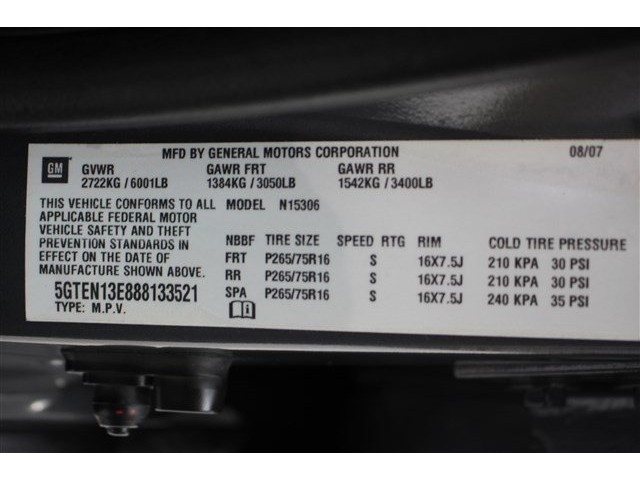 MFD BY GENERAL MOTORS CORPORATION 08/07
GM
GVWR GAWR FRT GAWR RR
2722KG / 6001LB 1384KG / 3050LB 1542KG / 3400LB
THIS VEHICLE CONFORMS TO ALL MODEL N15306
APPLICABLE FEDERAL MOTOR
VEHICLE SAFETY AND THEFT
PREVENTION STANDARDS IN
EFFECT ON THE DATE OF
MANUFACTURE SHOWN ABOVE.
NBBF TIRE SIZE SPEED RTG RIM COLD TIRE PRESSURE
FRT P265/75R16 S 16X7.5J 210 KPA 30 PSI
RR P265/75R16 S 16X7.5J 210 KPA 30 PSI
SPA P265/75R16 S 16X7.5J 240 KPA 35 PSI
5GTEN13E888133521
TYPE: M.P.V.